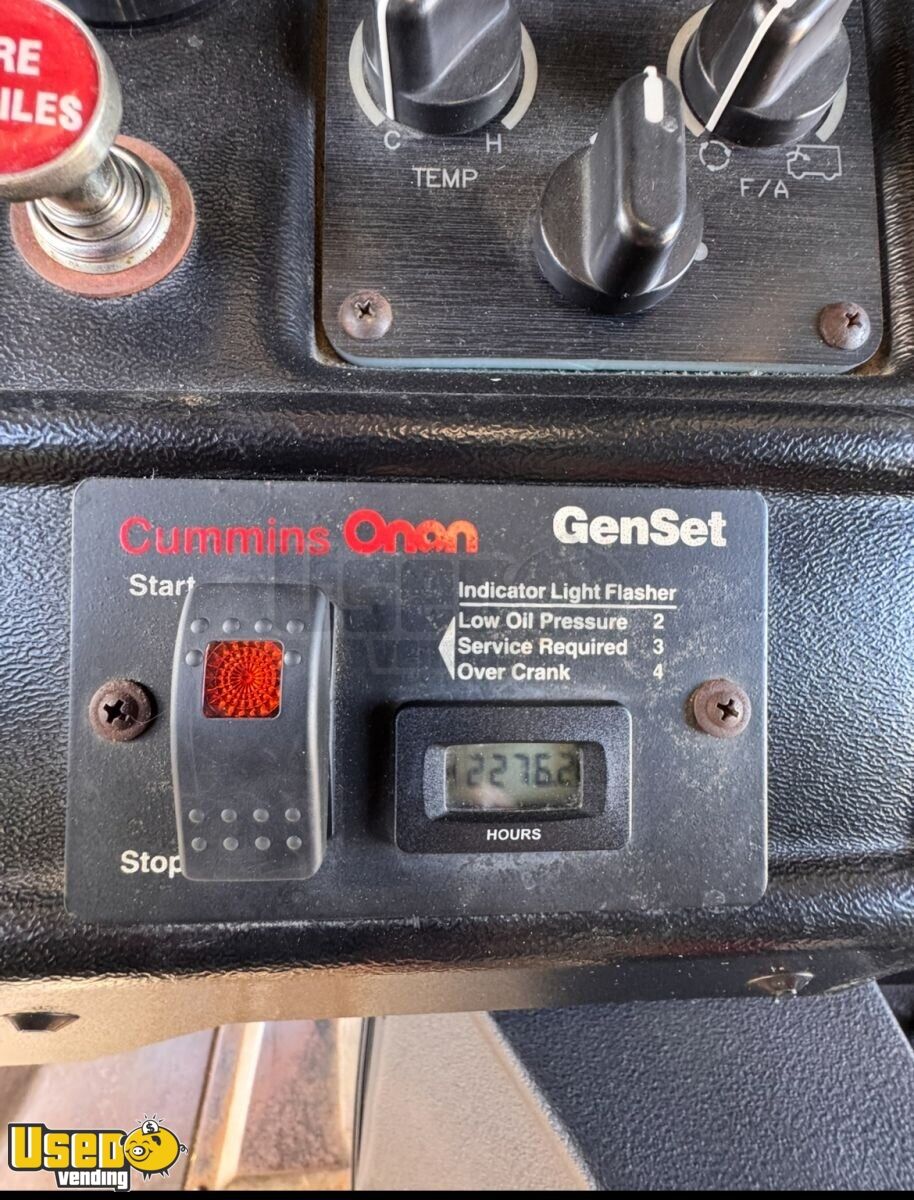 RE
ILES
C H
TEMP
F/A
Cummins Onan GenSet
Start
Indicator Light Flasher
Low Oil Pressure 2
Service Required 3
Over Crank 4
2276.2
HOURS
Stop
USED
vending